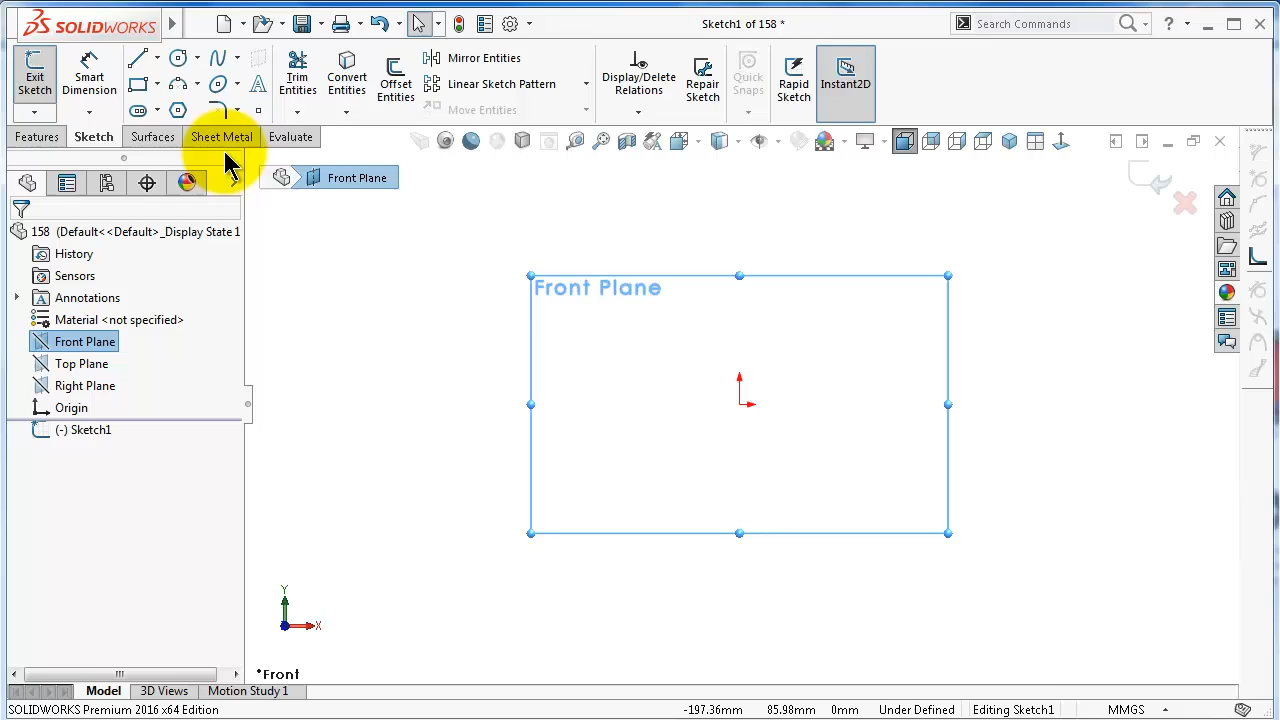 SOLIDWORKS
Sketch1 of 158 *
Search Commands
?
Exit Sketch
Smart Dimension
Trim Entities
Convert Entities
Offset Entities
Mirror Entities
Linear Sketch Pattern
Move Entities
Display/Delete Relations
Repair Sketch
Quick Snaps
Rapid Sketch
Instant2D
Features
Sketch
Surfaces
Sheet Metal
Evaluate
Front Plane
158 (Default<<Default>_Display State 1
History
Sensors
Annotations
Material <not specified>
Front Plane
Top Plane
Right Plane
Origin
(-) Sketch1
Front Plane
Y
X
*Front
Model
3D Views
Motion Study 1
SOLIDWORKS Premium 2016 x64 Edition
-197.36mm
85.98mm
0mm
Under Defined
Editing Sketch1
MMGS